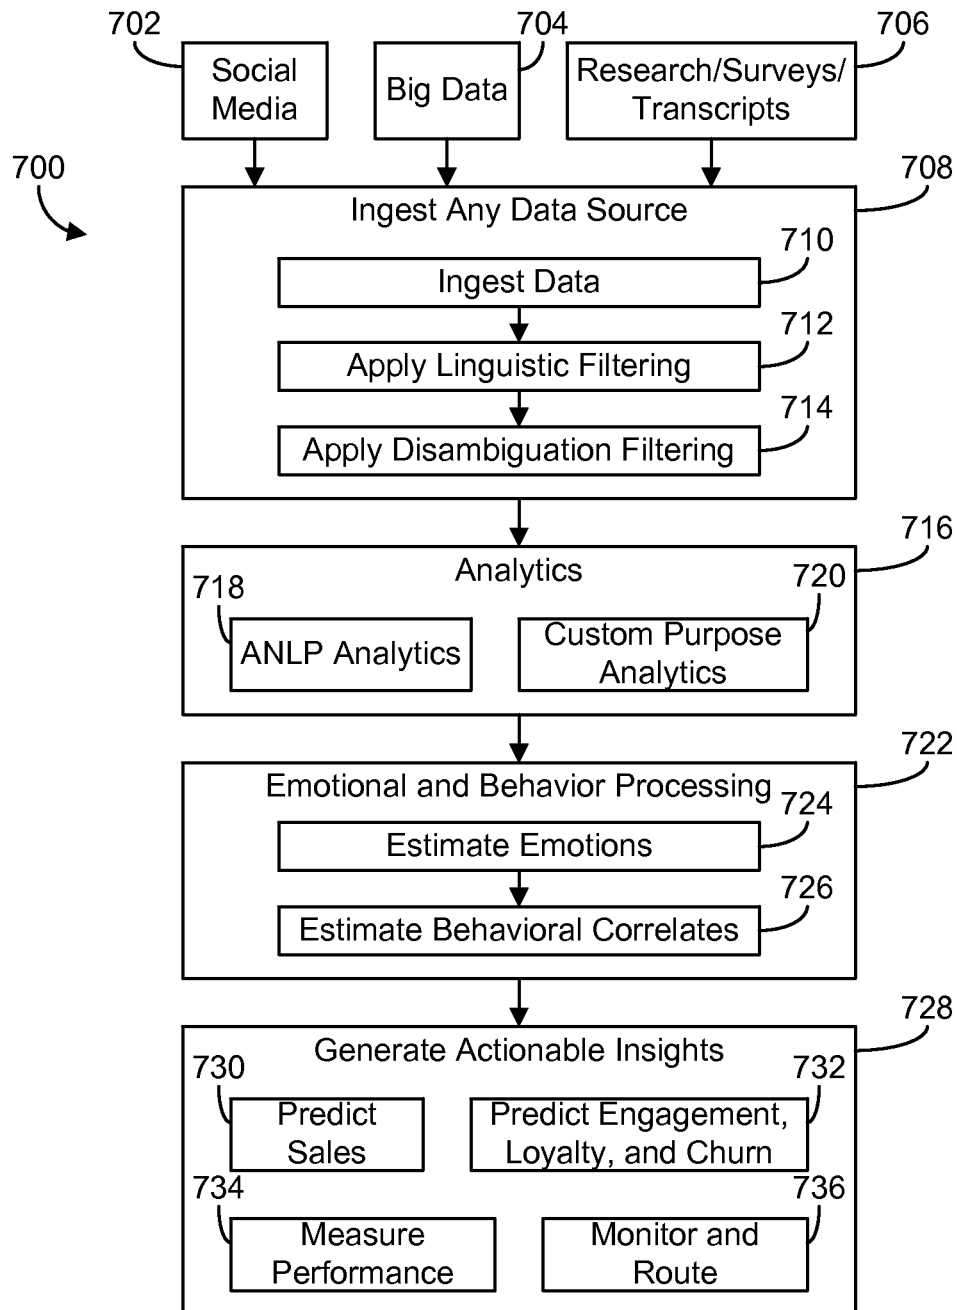 702
704
706
Social
Media
Big Data
Research/Surveys/
Transcripts
700
708
Ingest Any Data Source
710
Ingest Data
712
Apply Linguistic Filtering
714
Apply Disambiguation Filtering
716
Analytics
718
720
ANLP Analytics
Custom Purpose
Analytics
722
Emotional and Behavior Processing
724
Estimate Emotions
726
Estimate Behavioral Correlates
728
Generate Actionable Insights
730
732
Predict
Sales
Predict Engagement,
Loyalty, and Churn
734
736
Measure
Performance
Monitor and
Route